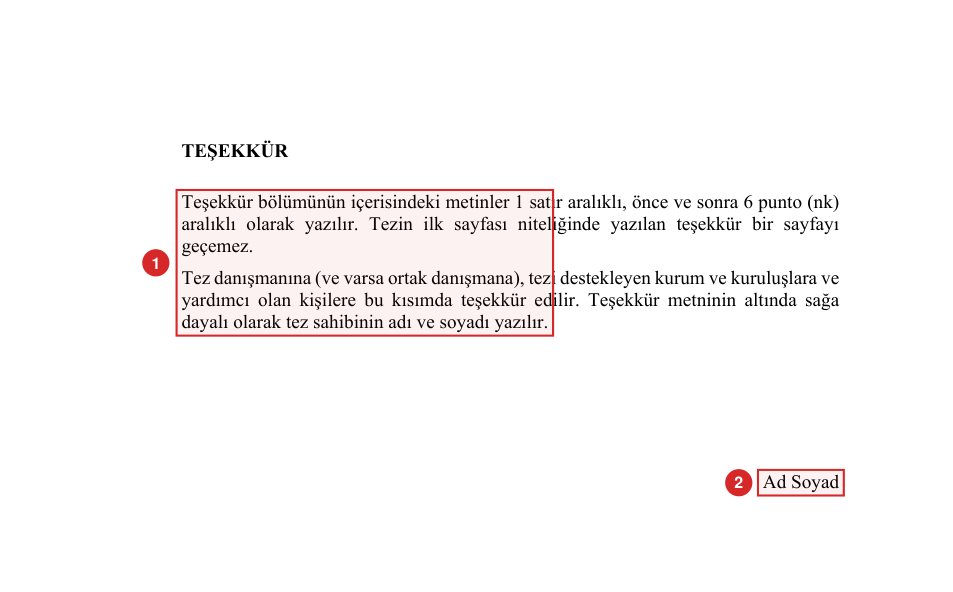 TEŞEKKÜR
Teşekkür bölümünün içerisindeki metinler 1 satır aralıklı, önce ve sonra 6 punto (nk)
aralıklı olarak yazılır. Tezin ilk sayfası niteliğinde yazılan teşekkür bir sayfayı
geçemez.
1
Tez danışmanına (ve varsa ortak danışmana), tezi destekleyen kurum ve kuruluşlara ve
yardımcı olan kişilere bu kısımda teşekkür edilir. Teşekkür metninin altında sağa
dayalı olarak tez sahibinin adı ve soyadı yazılır.
2 Ad Soyad